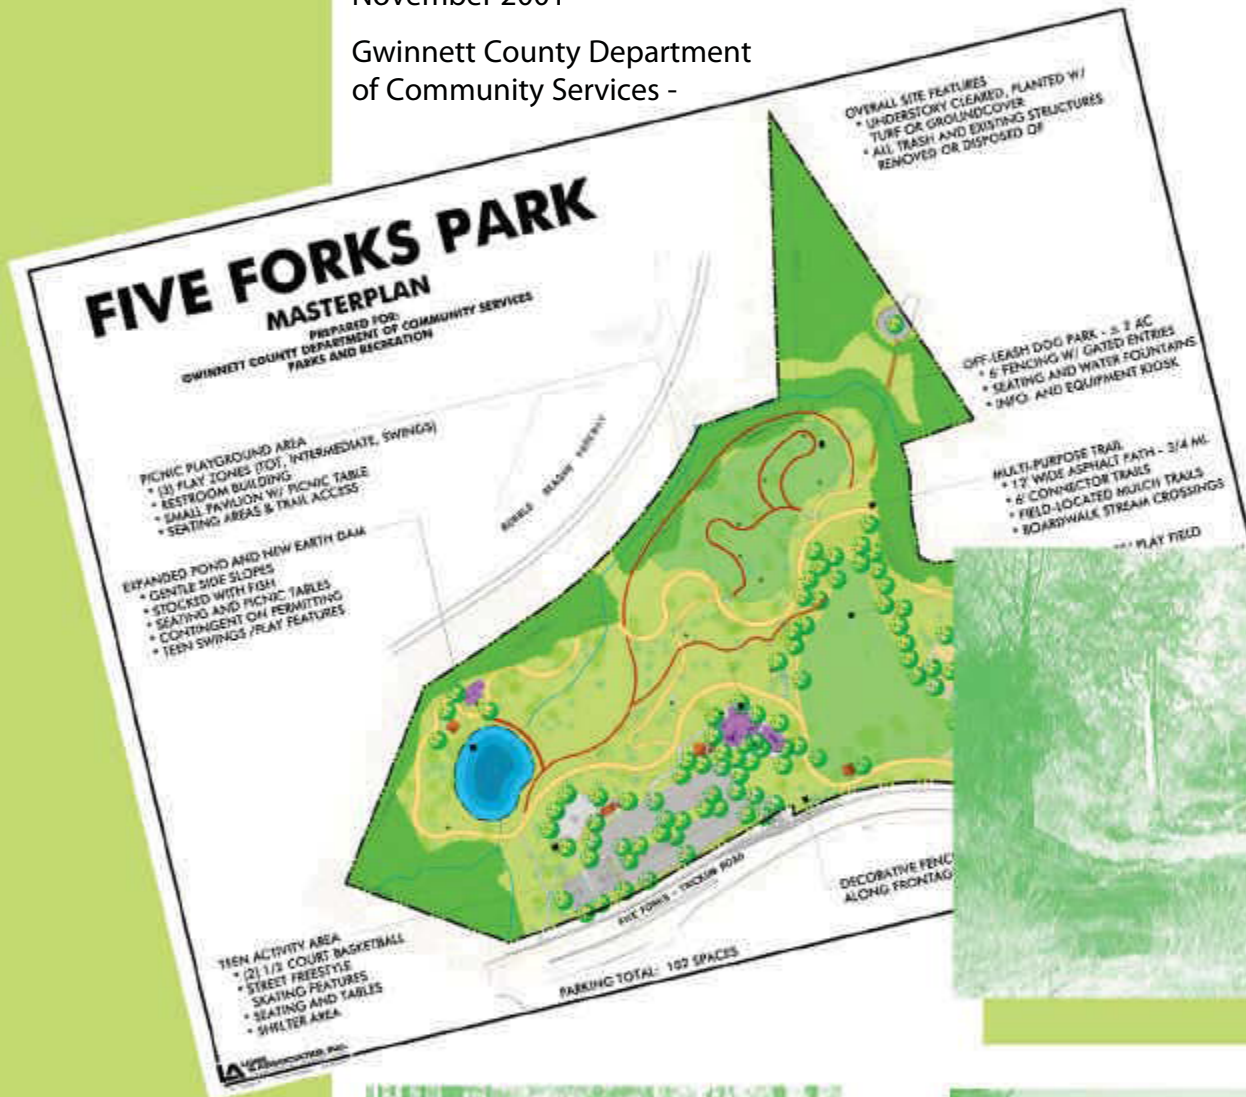 November 2001
Gwinnett County Department
of Community Services -
OVERALL SITE FEATURES
* UNDERSTORY CLEARED, PLANTED W/
TURF OR GROUNDCOVER
* ALL TRASH AND EXISTING STRUCTURES
REMOVED OR DISPOSED OF
FIVE FORKS PARK
MASTERPLAN
PREPARED FOR:
GWINNETT COUNTY DEPARTMENT OF COMMUNITY SERVICES
PARKS AND RECREATION
OFF-LEASH DOG PARK - ± 2 AC
* 6' FENCING W/ GATED ENTRIES
* SEATING AND WATER FOUNTAINS
* INFO. AND EQUIPMENT KIOSK
PICNIC PLAYGROUND AREA
* (3) PLAY ZONES (TOT, INTERMEDIATE, SWINGS)
* RESTROOM BUILDING
* SMALL PAVILION W/ PICNIC TABLE
* SEATING AREAS & TRAIL ACCESS
RONALD REAGAN PARKWAY
MULTI-PURPOSE TRAIL
* 12' WIDE ASPHALT PATH - 3/4 MI.
* 6' CONNECTOR TRAILS
* FIELD-LOCATED MULCH TRAILS
* BOARDWALK STREAM CROSSINGS
PLAY FIELD
EXPANDED POND AND NEW EARTH DAM
* GENTLE SIDE SLOPES
* STOCKED WITH FISH
* SEATING AND PICNIC TABLES
* CONTINGENT ON PERMITTING
* TEEN SWINGS /PLAY FEATURES
FIVE FORKS - TRICKUM ROAD
DECORATIVE FENC
ALONG FRONTAG
TEEN ACTIVITY AREA
* (2) 1/2 COURT BASKETBALL
* STREET FREESTYLE
SKATING FEATURES
* SEATING AND TABLES
* SHELTER AREA
PARKING TOTAL: 102 SPACES
& ASSOCIATES, INC.